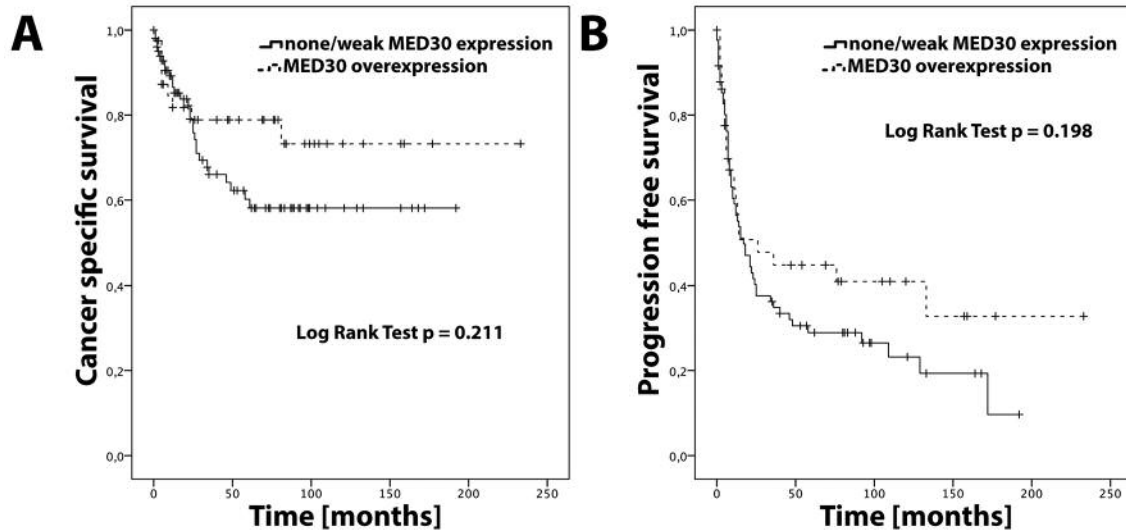 A
Cancer specific survival
1,0
0,8
0,6
0,4
0,2
0,0
none/weak MED30 expression
MED30 overexpression
Log Rank Test p = 0.211
0 50 100 150 200 250
Time [months]
B
Progression free survival
1,0
0,8
0,6
0,4
0,2
0,0
none/weak MED30 expression
MED30 overexpression
Log Rank Test p = 0.198
0 50 100 150 200 250
Time [months]